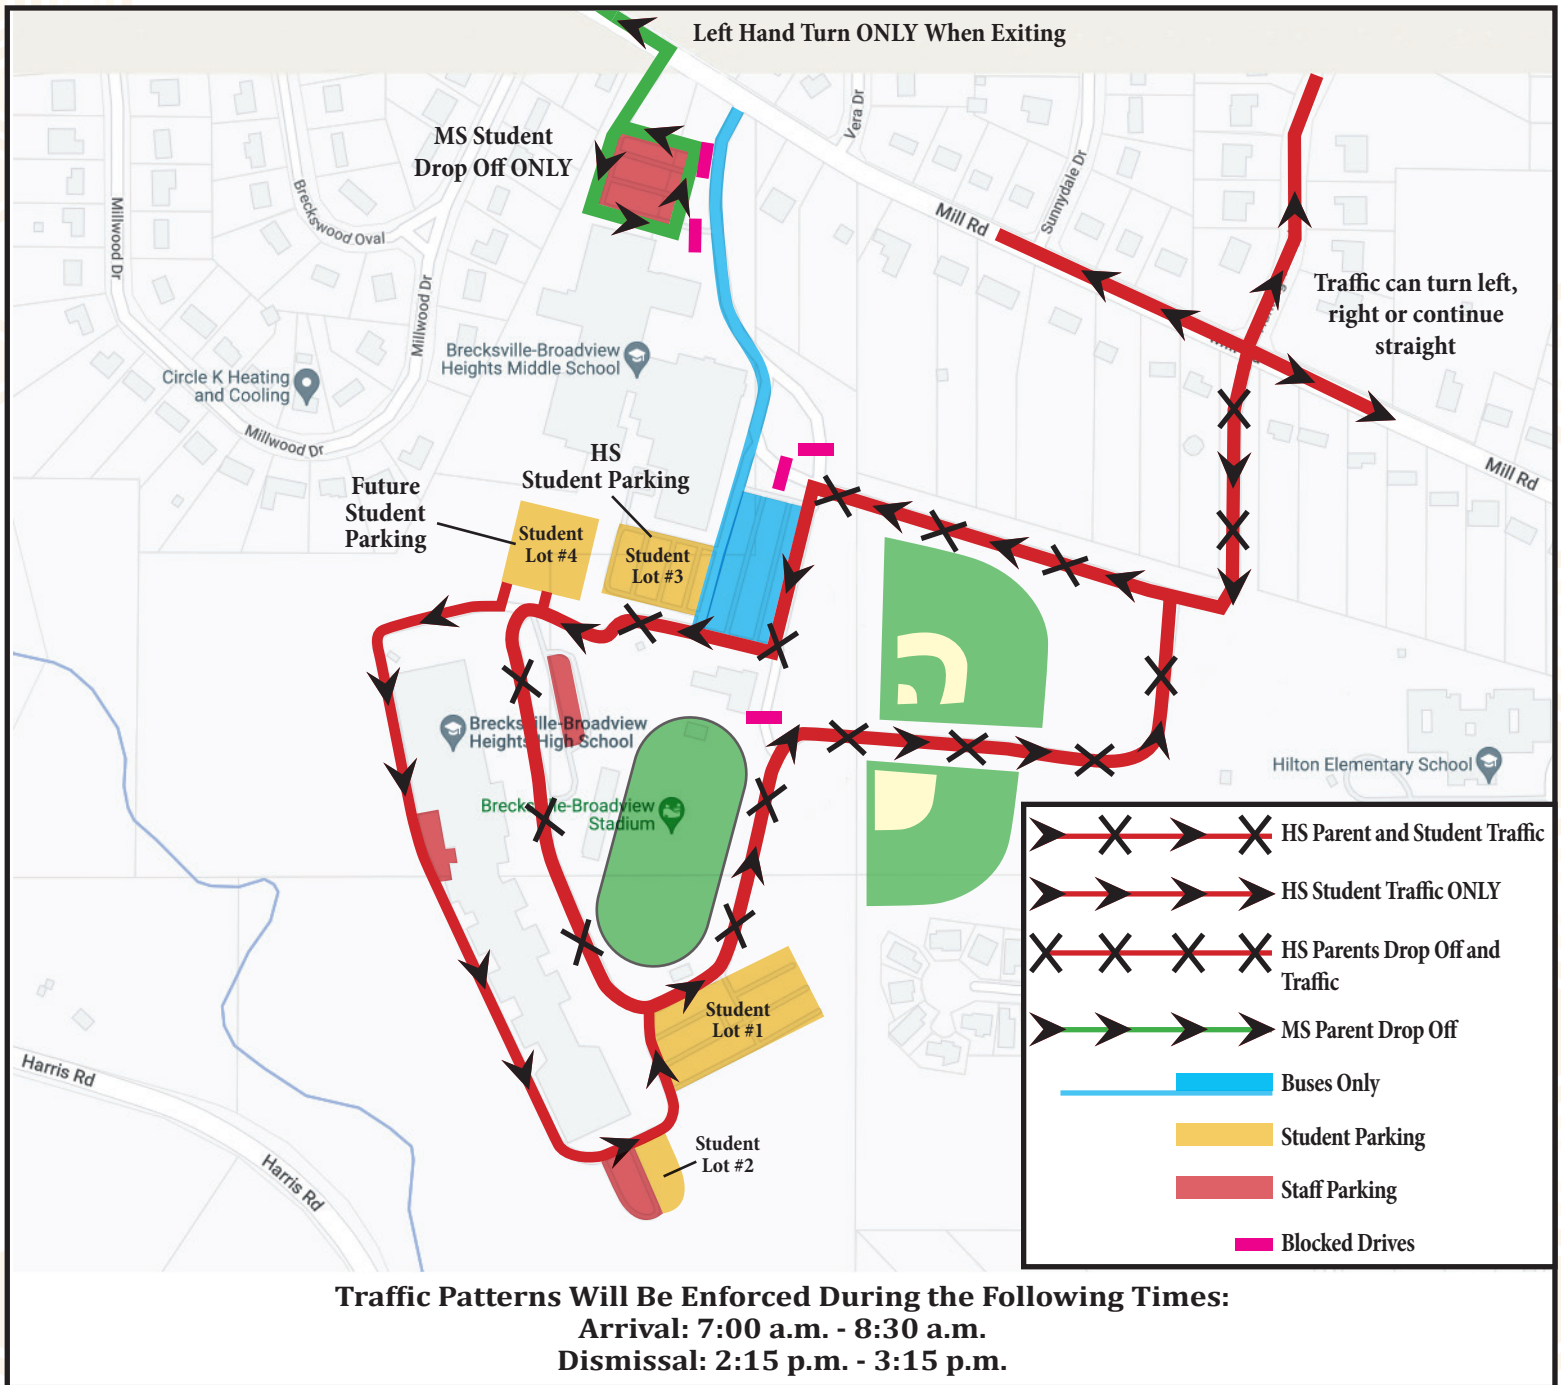 Left Hand Turn ONLY When Exiting
MS Student
Drop Off ONLY
Vera Dr
Sunnydale Dr
Mill Rd
Millwood Dr
Breckswood Oval
Millwood Dr
Traffic can turn left,
right or continue
straight
Brecksville-Broadview
Heights Middle School
Circle K Heating
and Cooling
Millwood Dr
HS
Student Parking
Mill Rd
Future
Student
Parking
Student
Lot #4
Student
Lot #3
Brecksville-Broadview
Heights High School
Hilton Elementary School
Brecksville-Broadview
Stadium
Student
Lot #1
Harris Rd
Student
Lot #2
Harris Rd
HS Parent and Student Traffic
HS Student Traffic ONLY
HS Parents Drop Off and
Traffic
MS Parent Drop Off
Buses Only
Student Parking
Staff Parking
Blocked Drives
Traffic Patterns Will Be Enforced During the Following Times:
Arrival: 7:00 a.m. - 8:30 a.m.
Dismissal: 2:15 p.m. - 3:15 p.m.